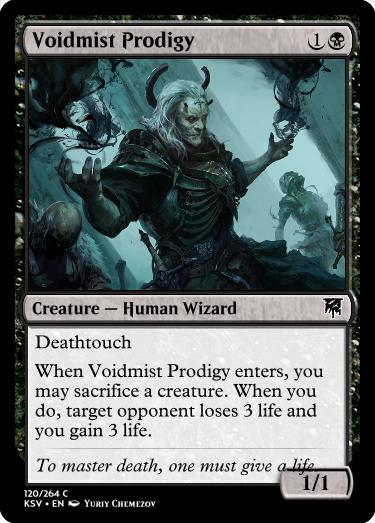 Voidmist Prodigy 1
Creature — Human Wizard
Deathtouch
When Voidmist Prodigy enters, you
may sacrifice a creature. When you
do, target opponent loses 3 life and
you gain 3 life.
To master death, one must give a life.
1/1
120/264 C
KSV • EN Yuriy Chemezov